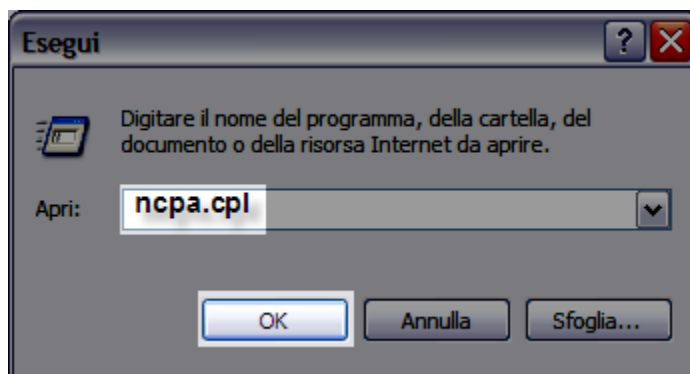 Esegui
Digitare il nome del programma, della cartella, del
documento o della risorsa Internet da aprire.
Apri: ncpa.cpl
OK Annulla Sfoglia...